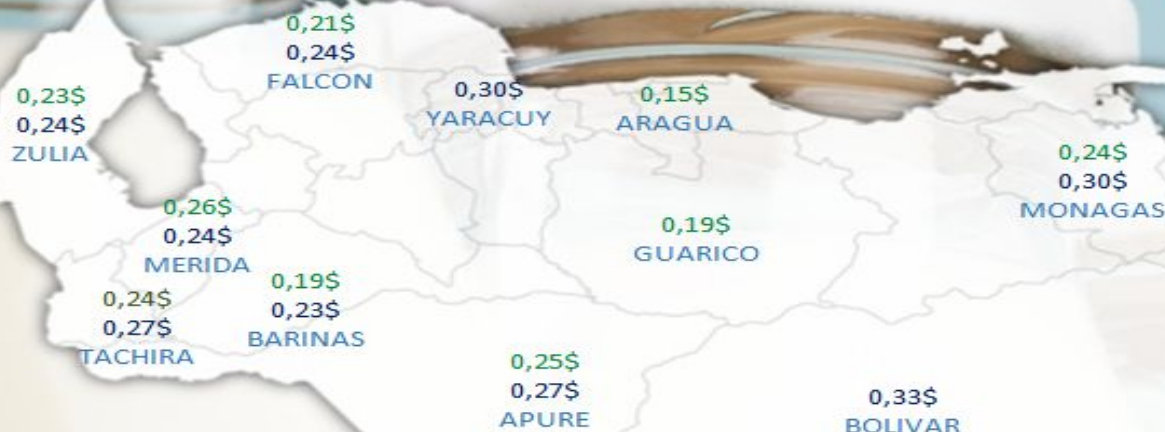 0,21$
0,24$
FALCON
0,23$
0,24$
ZULIA
0,30$
YARACUY
0,15$
ARAGUA
0,24$
0,30$
MONAGAS
0,26$
0,24$
MERIDA
0,19$
GUARICO
0,24$
0,27$
TACHIRA
0,19$
0,23$
BARINAS
0,25$
0,27$
APURE
0,33$
BOLIVAR